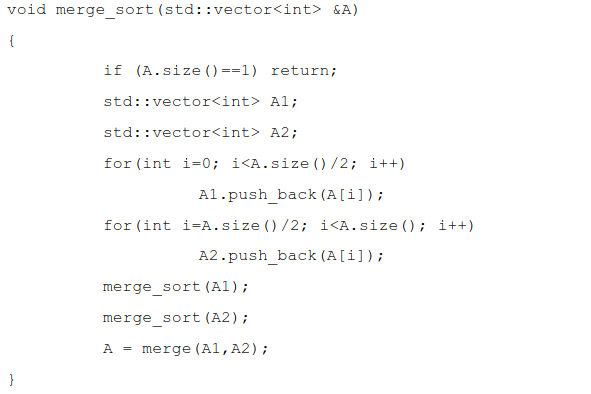 void merge_sort(std::vector<int> &A)
{
if (A.size()==1) return;
std::vector<int> A1;
std::vector<int> A2;
for(int i=0; i<A.size()/2; i++)
A1.push_back(A[i]);
for(int i=A.size()/2; i<A.size(); i++)
A2.push_back(A[i]);
merge_sort(A1);
merge_sort(A2);
A = merge(A1,A2);
}